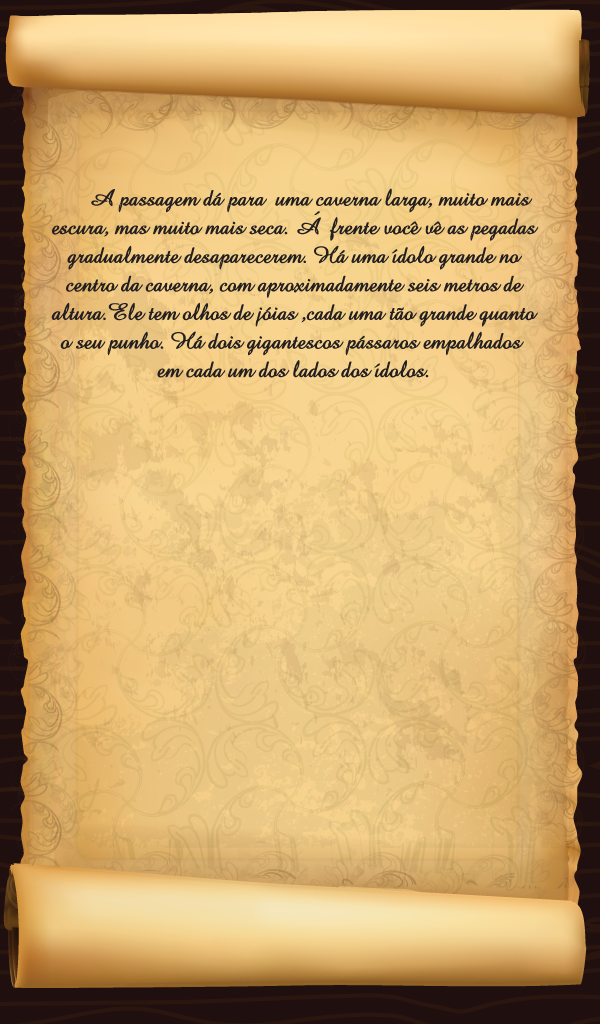 A passagem dá para uma caverna larga, muito mais
escura, mas muito mais seca. Á frente você vê as pegadas
gradualmente desaparecerem. Há uma ídolo grande no
centro da caverna, com aproximadamente seis metros de
altura.Ele tem olhos de jóias ,cada uma tão grande quanto
o seu punho. Há dois gigantescos pássaros empalhados
em cada um dos lados dos ídolos.